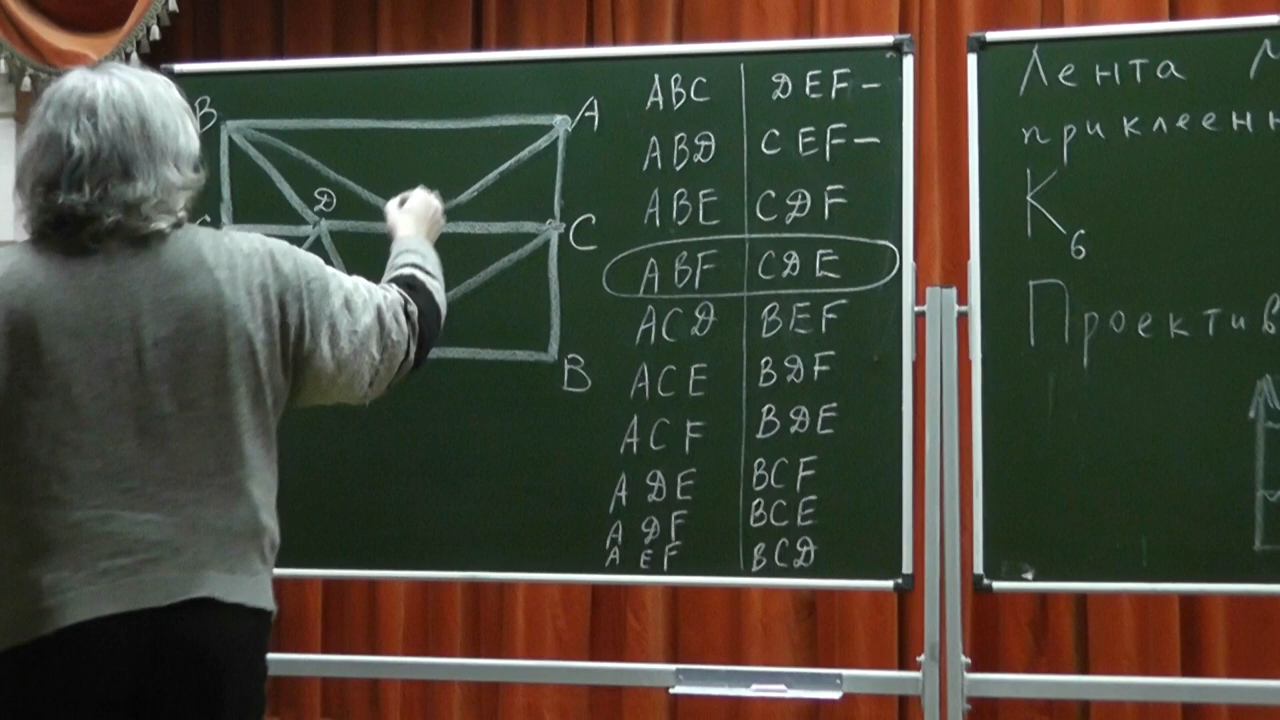 B
A
D
C
B
ABC DEF-
ABD CEF-
ABE CDF
ABF CDE
ACD BEF
ACE BDF
ACF BDE
ADE BCF
ADF BCE
AEF BCD
Лента
приклеенн
K6
Проектив